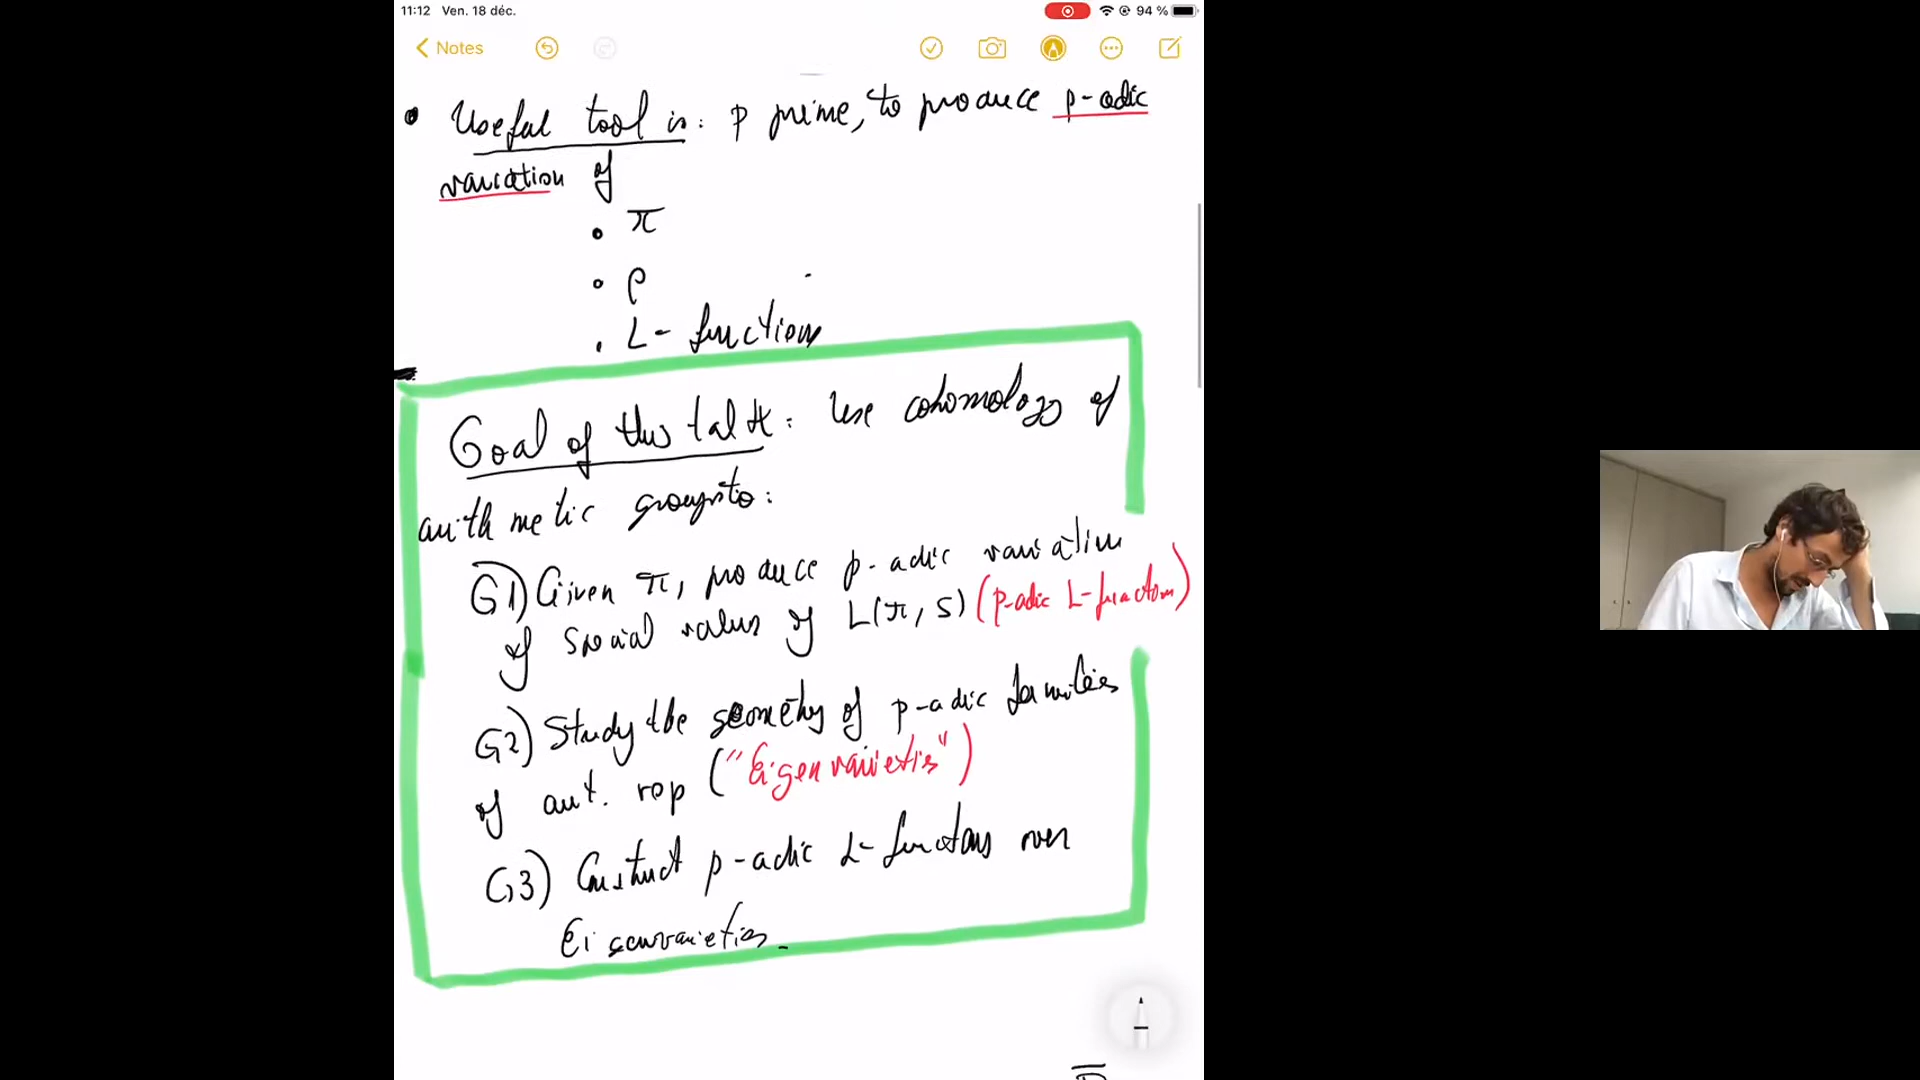 11:12 Ven. 18 déc. 94 %
Notes
• Useful tool is: p prime, to produce p-adic
variation of
• π
• ρ
• L-function
Goal of this talk: Use cohomology of
arithmetic groups to:
G1) Given π, produce p-adic variation
of special values of L(π, s) (p-adic L-function)
G2) Study the geometry of p-adic families
of aut. rep ("Eigenvarieties")
G3) Construct p-adic L-functions over
Eigenvarieties.